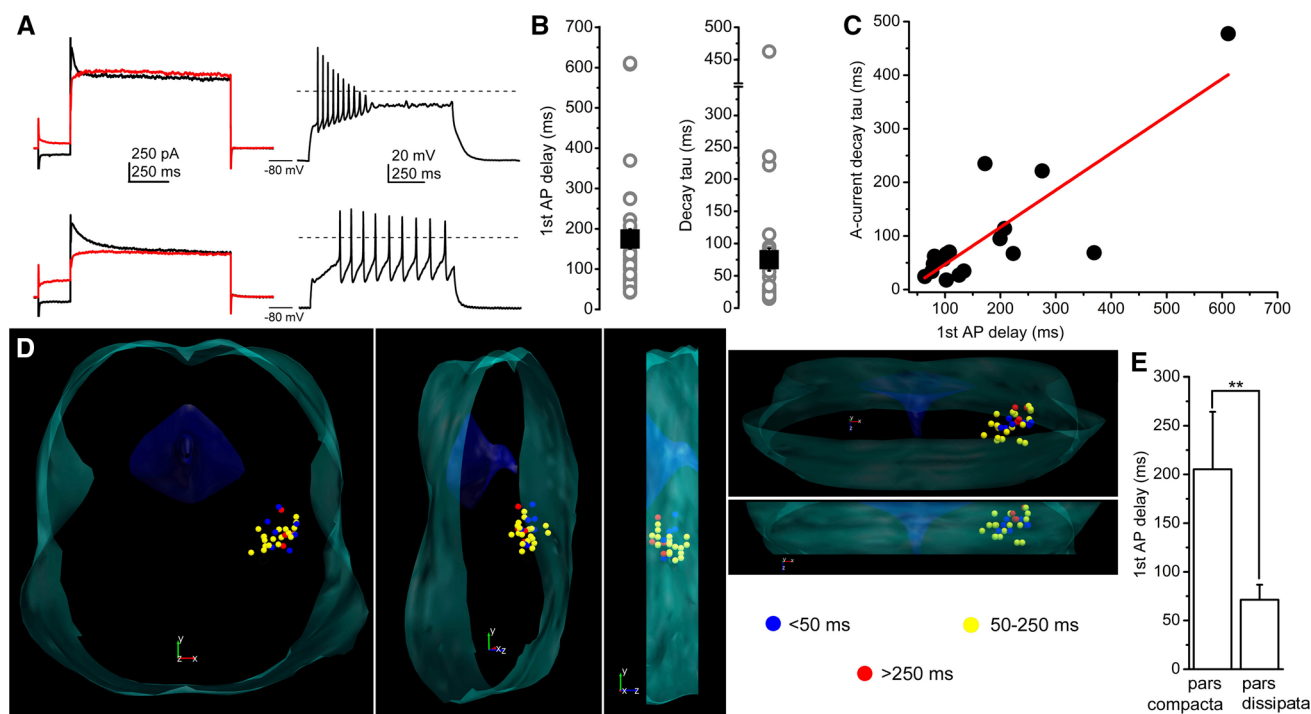 A
250 pA
250 ms
-80 mV
20 mV
250 ms
-80 mV
B
1st AP delay (ms)
700
600
500
400
300
200
100
0
Decay tau (ms)
500
450
250
200
150
100
50
0
C
A-current decay tau (ms)
500
400
300
200
100
0
100
200
300
400
500
600
700
1st AP delay (ms)
D
y
z
x
y
x
z
y
x
z
y
x
z
y
x
z
<50 ms
50-250 ms
>250 ms
E
**
1st AP delay (ms)
300
250
200
150
100
50
0
pars
compacta
pars
dissipata